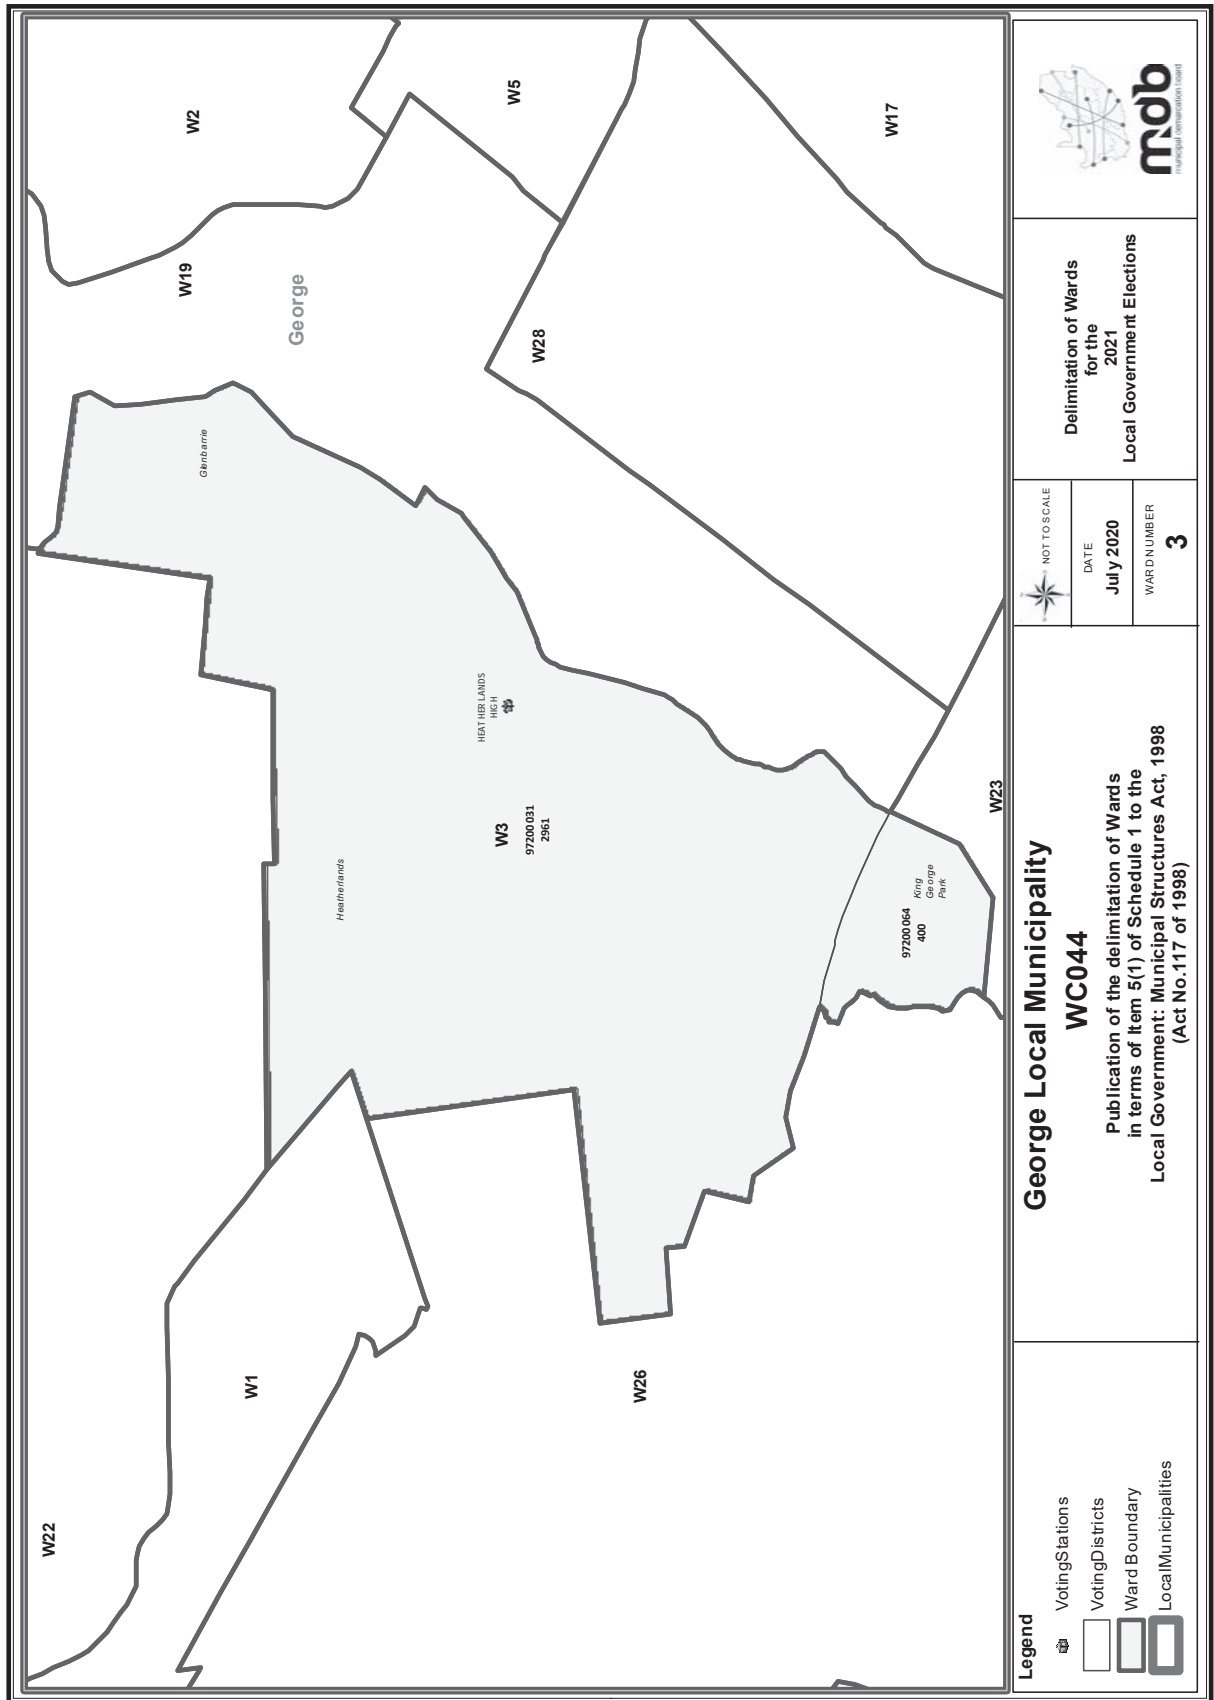 W22
W1
W26
W2
W19
George
W5
W17
W28
W23
Glenbarrie
HEATHERLANDS
HIGH
Heatherlands
W3
97200031
2961
King
George
Park
97200064
400
Legend
VotingStations
VotingDistricts
Ward Boundary
LocalMunicipalities
George Local Municipality
WC044
Publication of the delimitation of Wards
in terms of Item 5(1) of Schedule 1 to the
Local Government: Municipal Structures Act, 1998
(Act No.117 of 1998)
NOT TO SCALE
DATE
July 2020
WARD NUMBER
3
Delimitation of Wards
for the
2021
Local Government Elections
mdb
municipal demarcation board